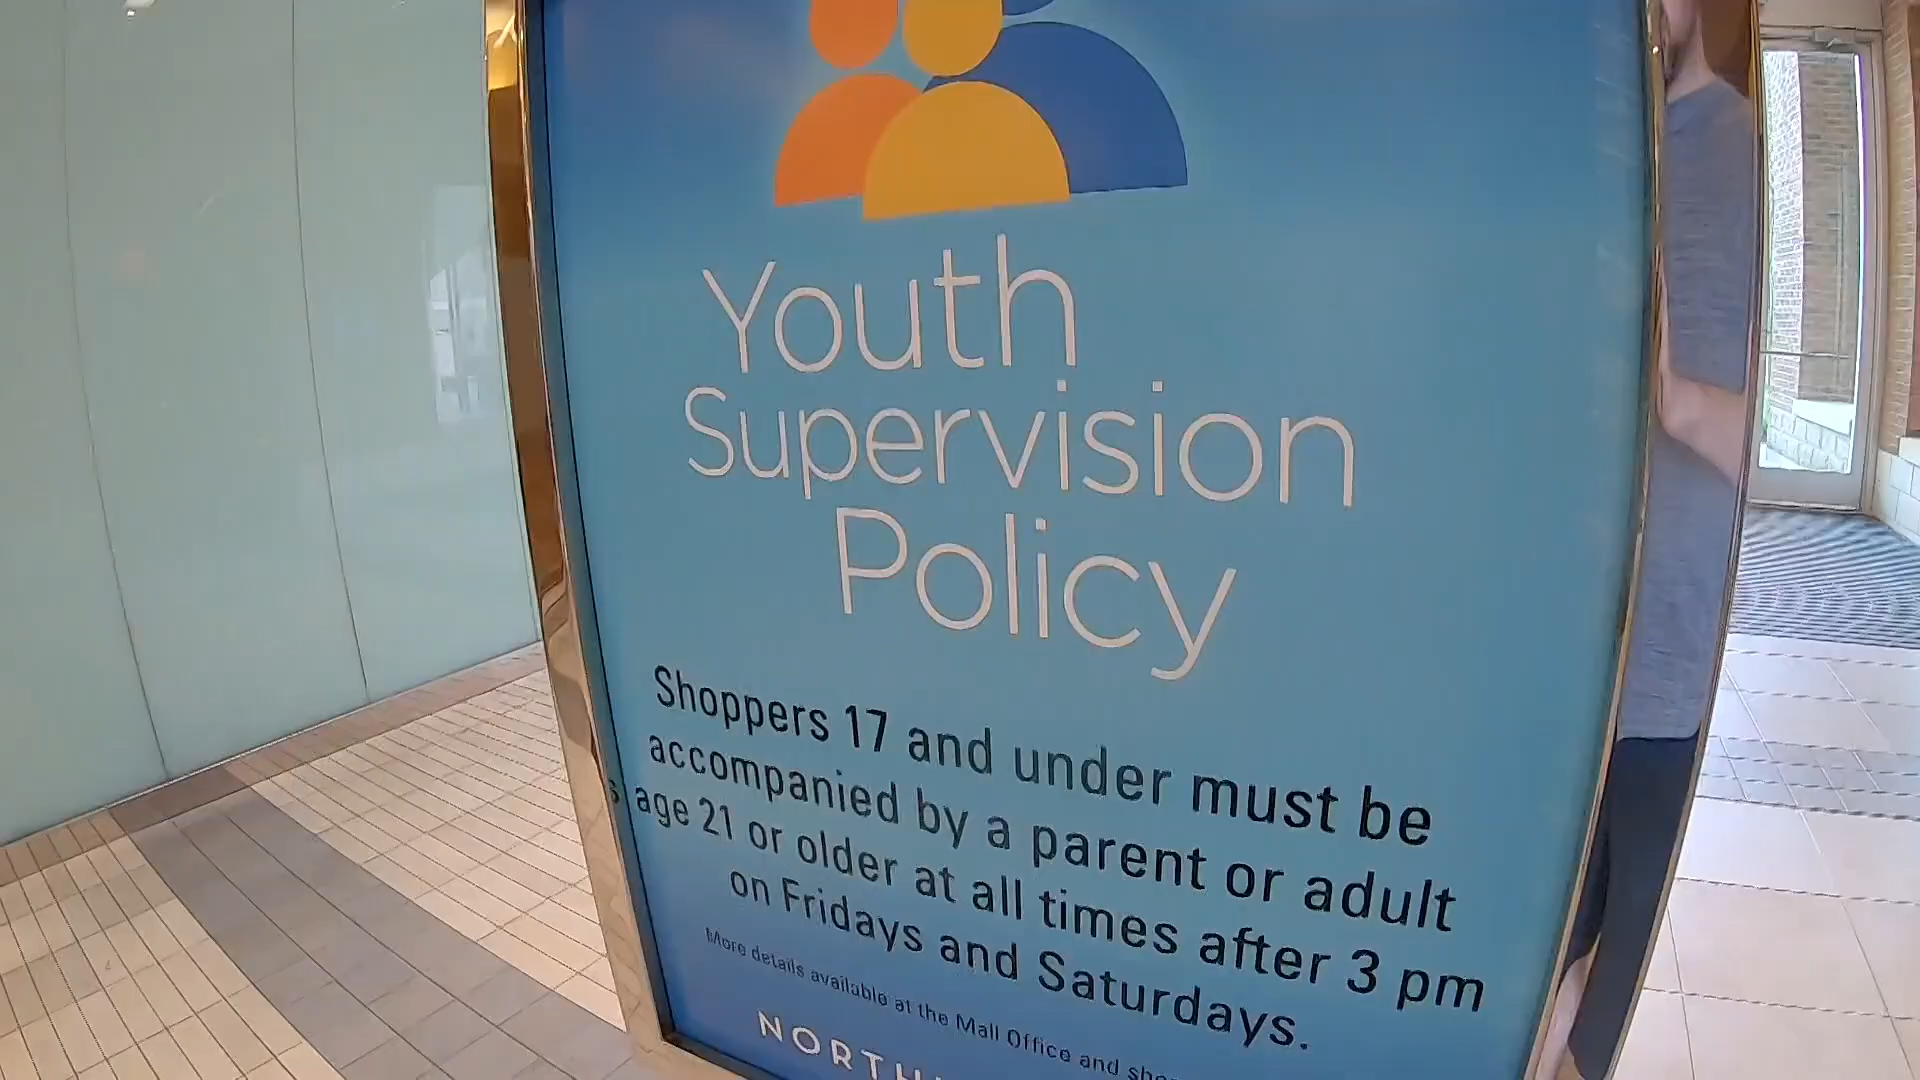 Youth
Supervision
Policy
Shoppers 17 and under must be
accompanied by a parent or adult
age 21 or older at all times after 3 pm
on Fridays and Saturdays.
More details available at the Mall Office and